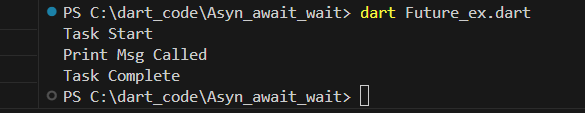 PS C:\dart_code\Asyn_await_wait> dart Future_ex.dart
Task Start
Print Msg Called
Task Complete
PS C:\dart_code\Asyn_await_wait>